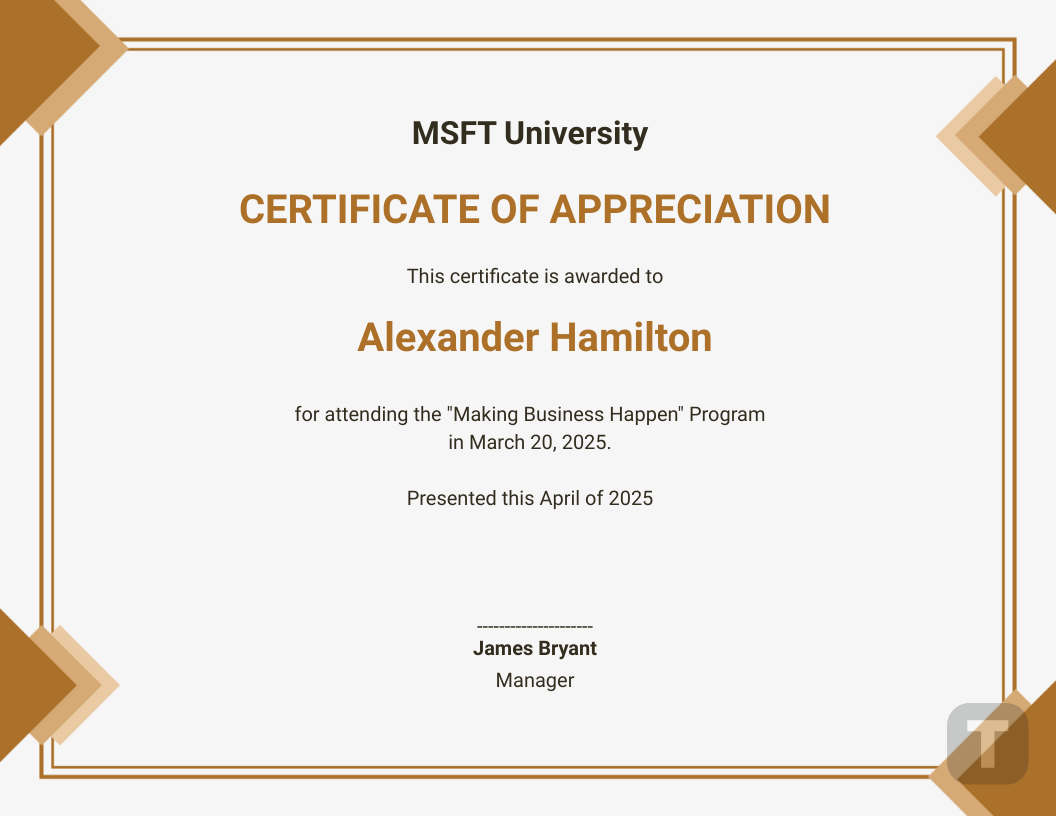 MSFT University
CERTIFICATE OF APPRECIATION
This certificate is awarded to
Alexander Hamilton
for attending the "Making Business Happen" Program
in March 20, 2025.
Presented this April of 2025
---------------------
James Bryant
Manager
T